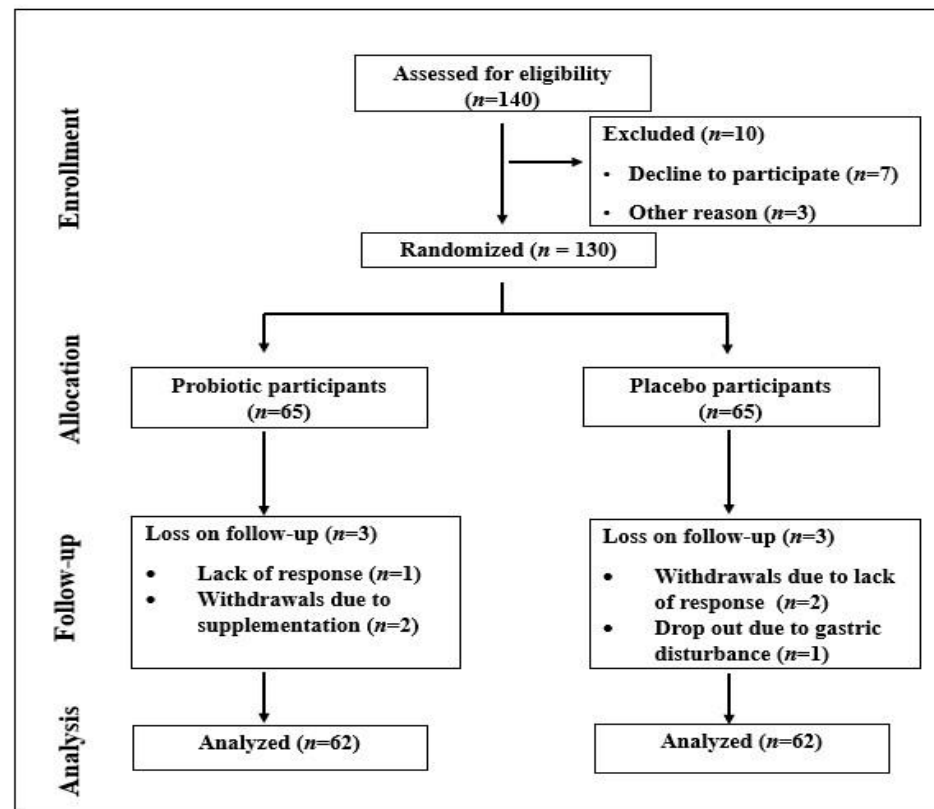 Assessed for eligibility
(n=140)
Enrollment
Excluded (n=10)
• Decline to participate (n=7)
• Other reason (n=3)
Randomized (n = 130)
Allocation
Probiotic participants
(n=65)
Placebo participants
(n=65)
Follow-up
Loss on follow-up (n=3)
• Lack of response (n=1)
• Withdrawals due to
supplementation (n=2)
Loss on follow-up (n=3)
• Withdrawals due to lack
of response (n=2)
• Drop out due to gastric
disturbance (n=1)
Analysis
Analyzed (n=62)
Analyzed (n=62)